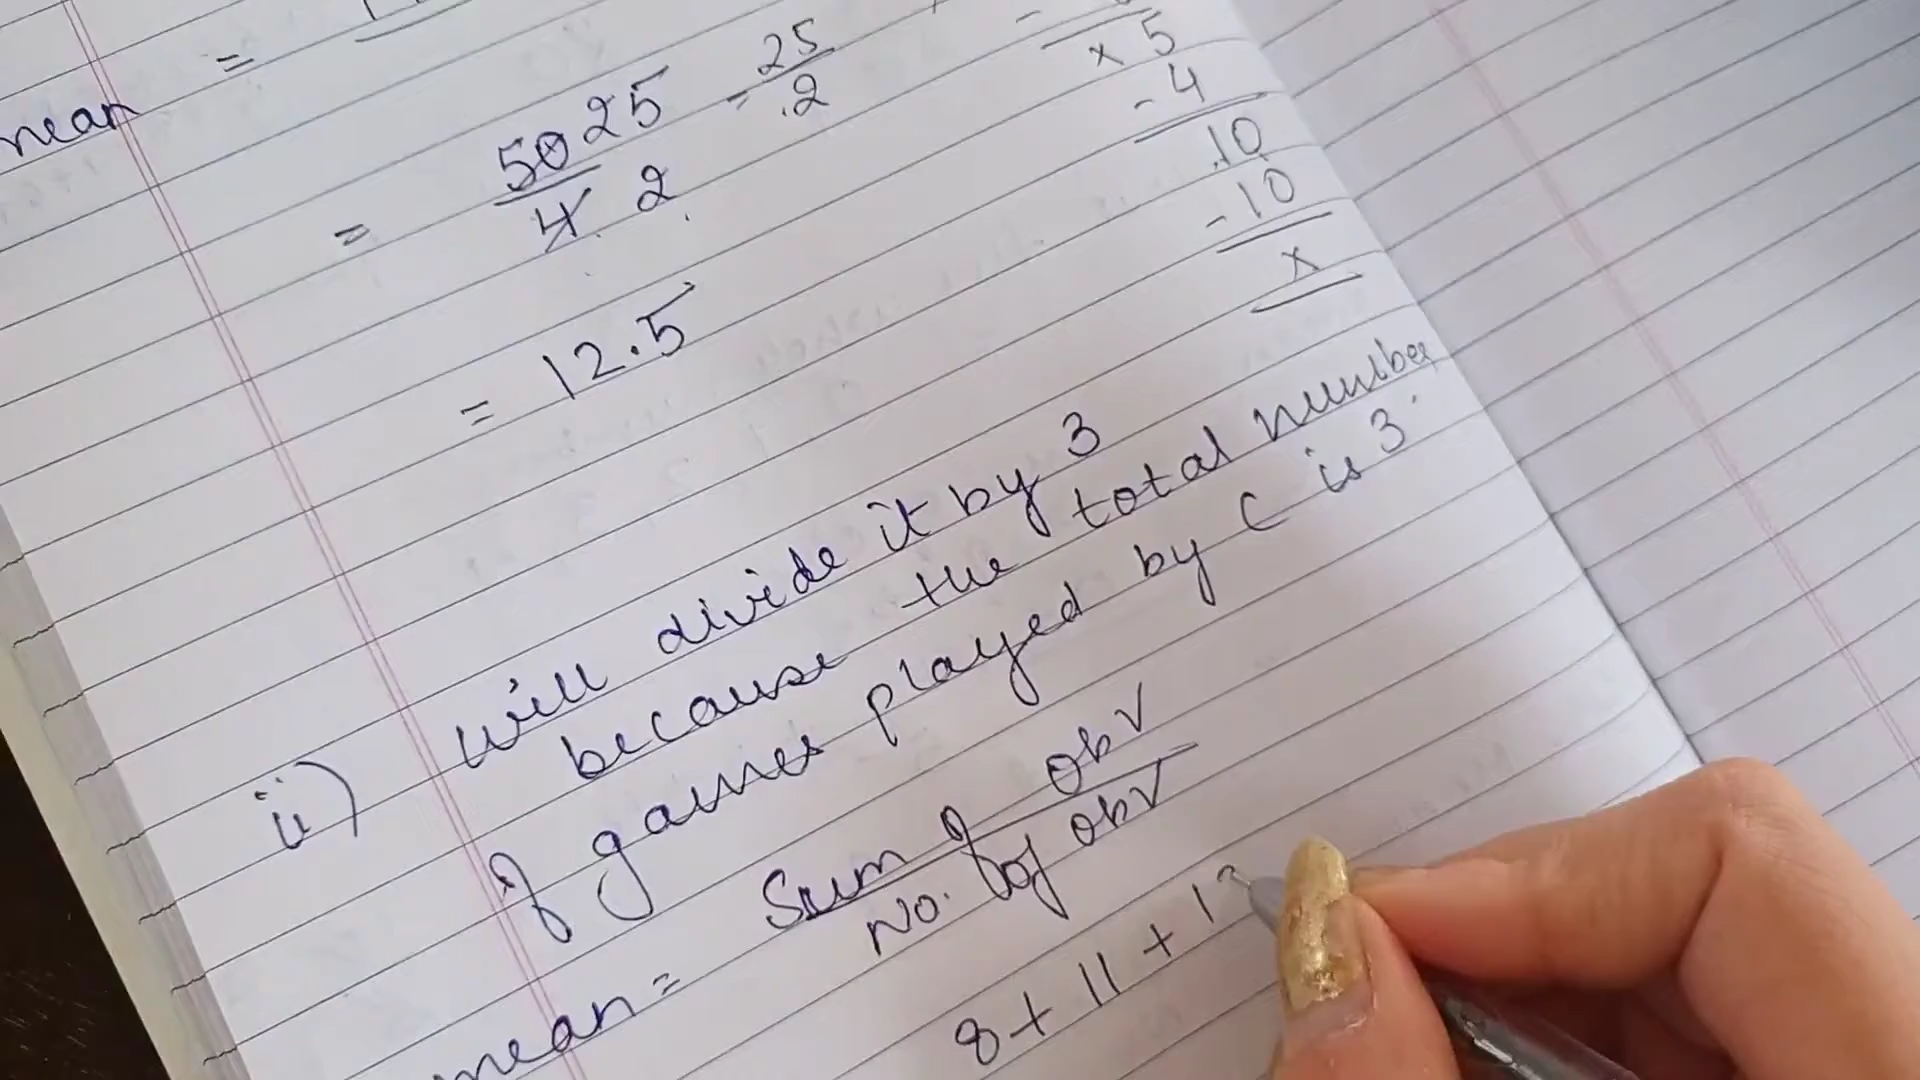 =
mean
= 50 25 = 25
4 2 2
= 12.5
× 5
- 4
10
- 10
×
ii) will divide it by 3
because the total number
of games played by C is 3.
mean = Sum of obv
No. of obv
8 + 11 + 13